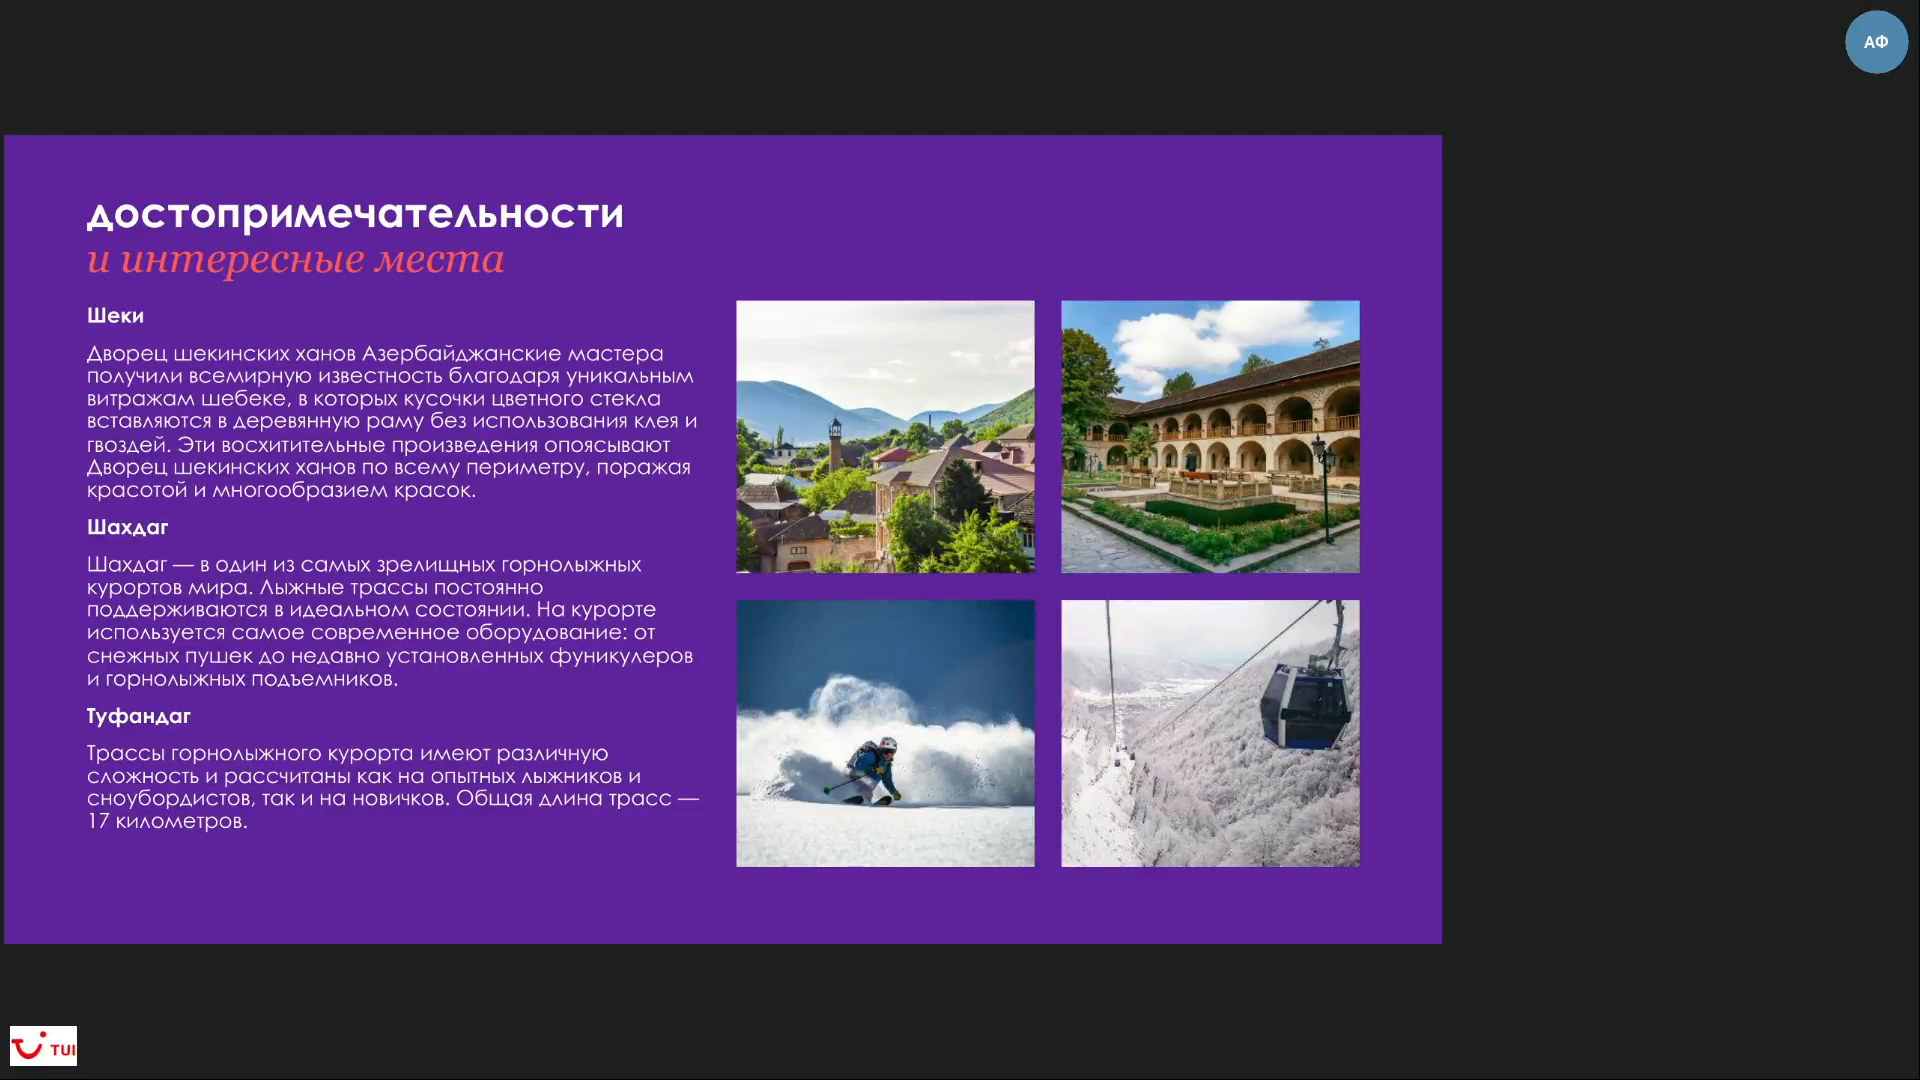 АФ
достопримечательности
и интересные места
Шеки
Дворец шекинских ханов Азербайджанские мастера
получили всемирную известность благодаря уникальным
витражам шебеке, в которых кусочки цветного стекла
вставляются в деревянную раму без использования клея и
гвоздей. Эти восхитительные произведения опоясывают
Дворец шекинских ханов по всему периметру, поражая
красотой и многообразием красок.
Шахдаг
Шахдаг — в один из самых зрелищных горнолыжных
курортов мира. Лыжные трассы постоянно
поддерживаются в идеальном состоянии. На курорте
используется самое современное оборудование: от
снежных пушек до недавно установленных фуникулеров
и горнолыжных подъемников.
Туфандаг
Трассы горнолыжного курорта имеют различную
сложность и рассчитаны как на опытных лыжников и
сноубордистов, так и на новичков. Общая длина трасс —
17 километров.
TUI